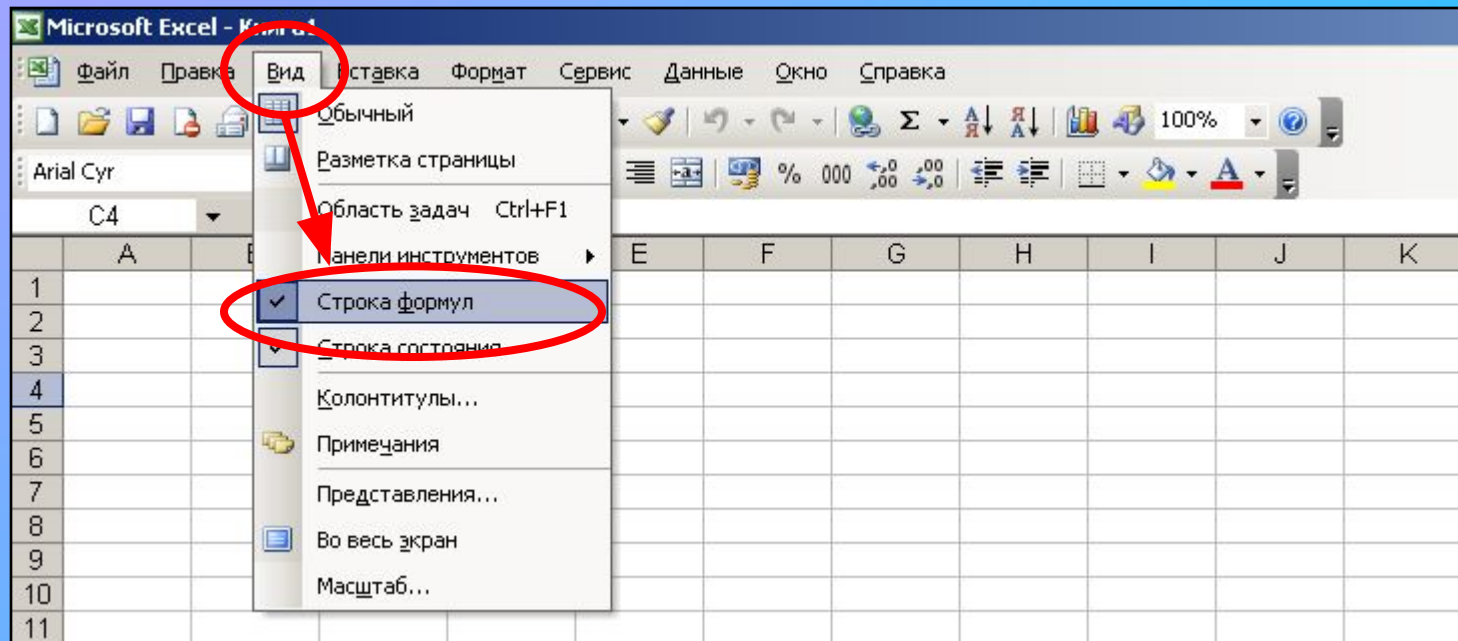 Microsoft Excel - Книга1
Файл Правка Вид Вставка Формат Сервис Данные Окно Справка
100%
Arial Cyr % 000
C4
A E F G H I J K
1
2
3
4
5
6
7
8
9
10
11
Обычный
Разметка страницы
Область задач Ctrl+F1
Панели инструментов
Строка формул
Строка состояния
Колонтитулы...
Примечания
Представления...
Во весь экран
Масштаб...